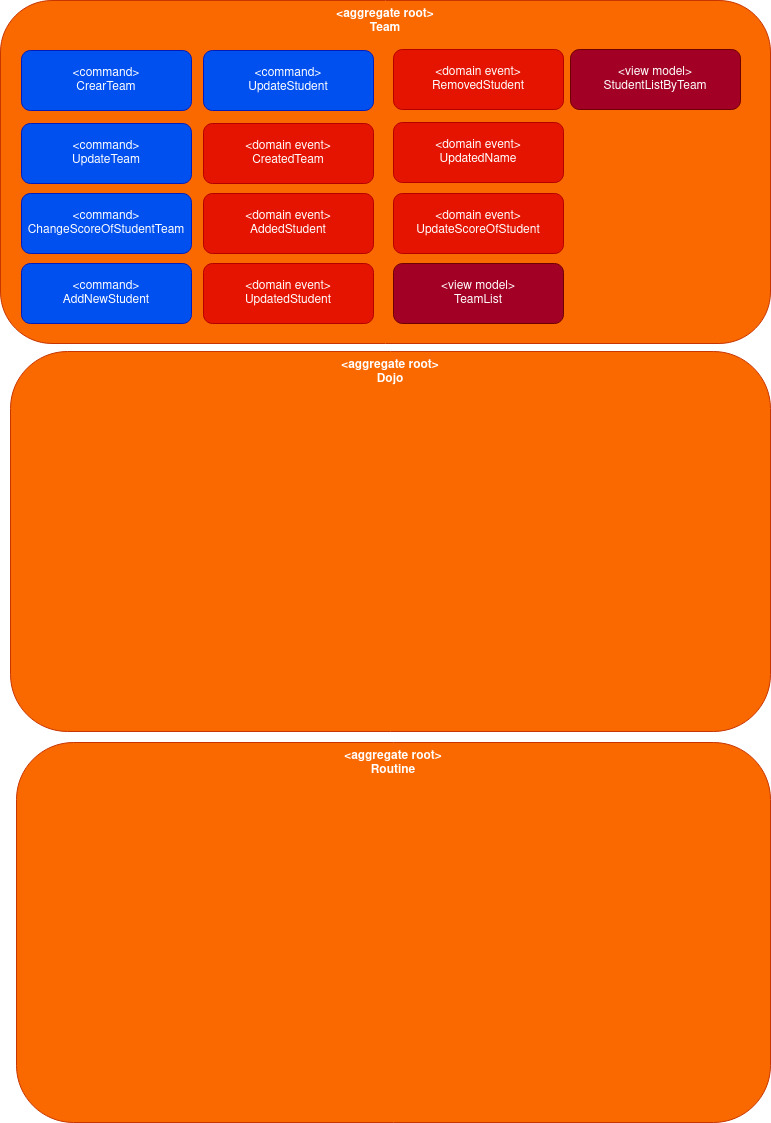 <aggregate root>
Team
<command>
CrearTeam
<command>
UpdateStudent
<domain event>
RemovedStudent
<view model>
StudentListByTeam
<command>
UpdateTeam
<domain event>
CreatedTeam
<domain event>
UpdatedName
<command>
ChangeScoreOfStudentTeam
<domain event>
AddedStudent
<domain event>
UpdateScoreOfStudent
<command>
AddNewStudent
<domain event>
UpdatedStudent
<view model>
TeamList
<aggregate root>
Dojo
<aggregate root>
Routine